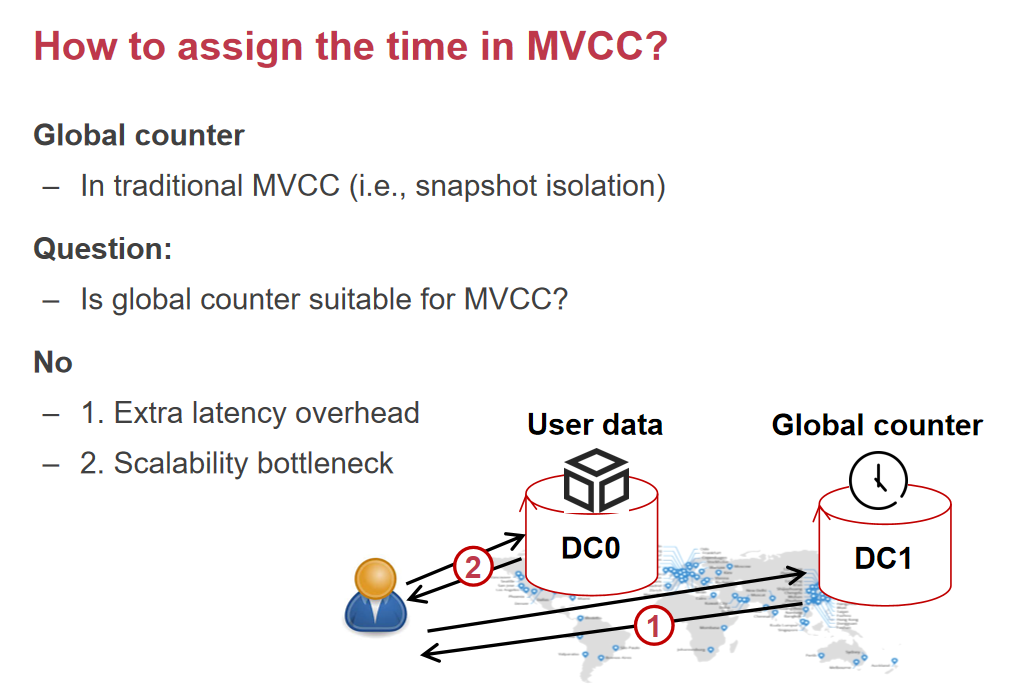 How to assign the time in MVCC?
Global counter
– In traditional MVCC (i.e., snapshot isolation)
Question:
– Is global counter suitable for MVCC?
No
– 1. Extra latency overhead
– 2. Scalability bottleneck
User data
Global counter
DC0
DC1
2
1